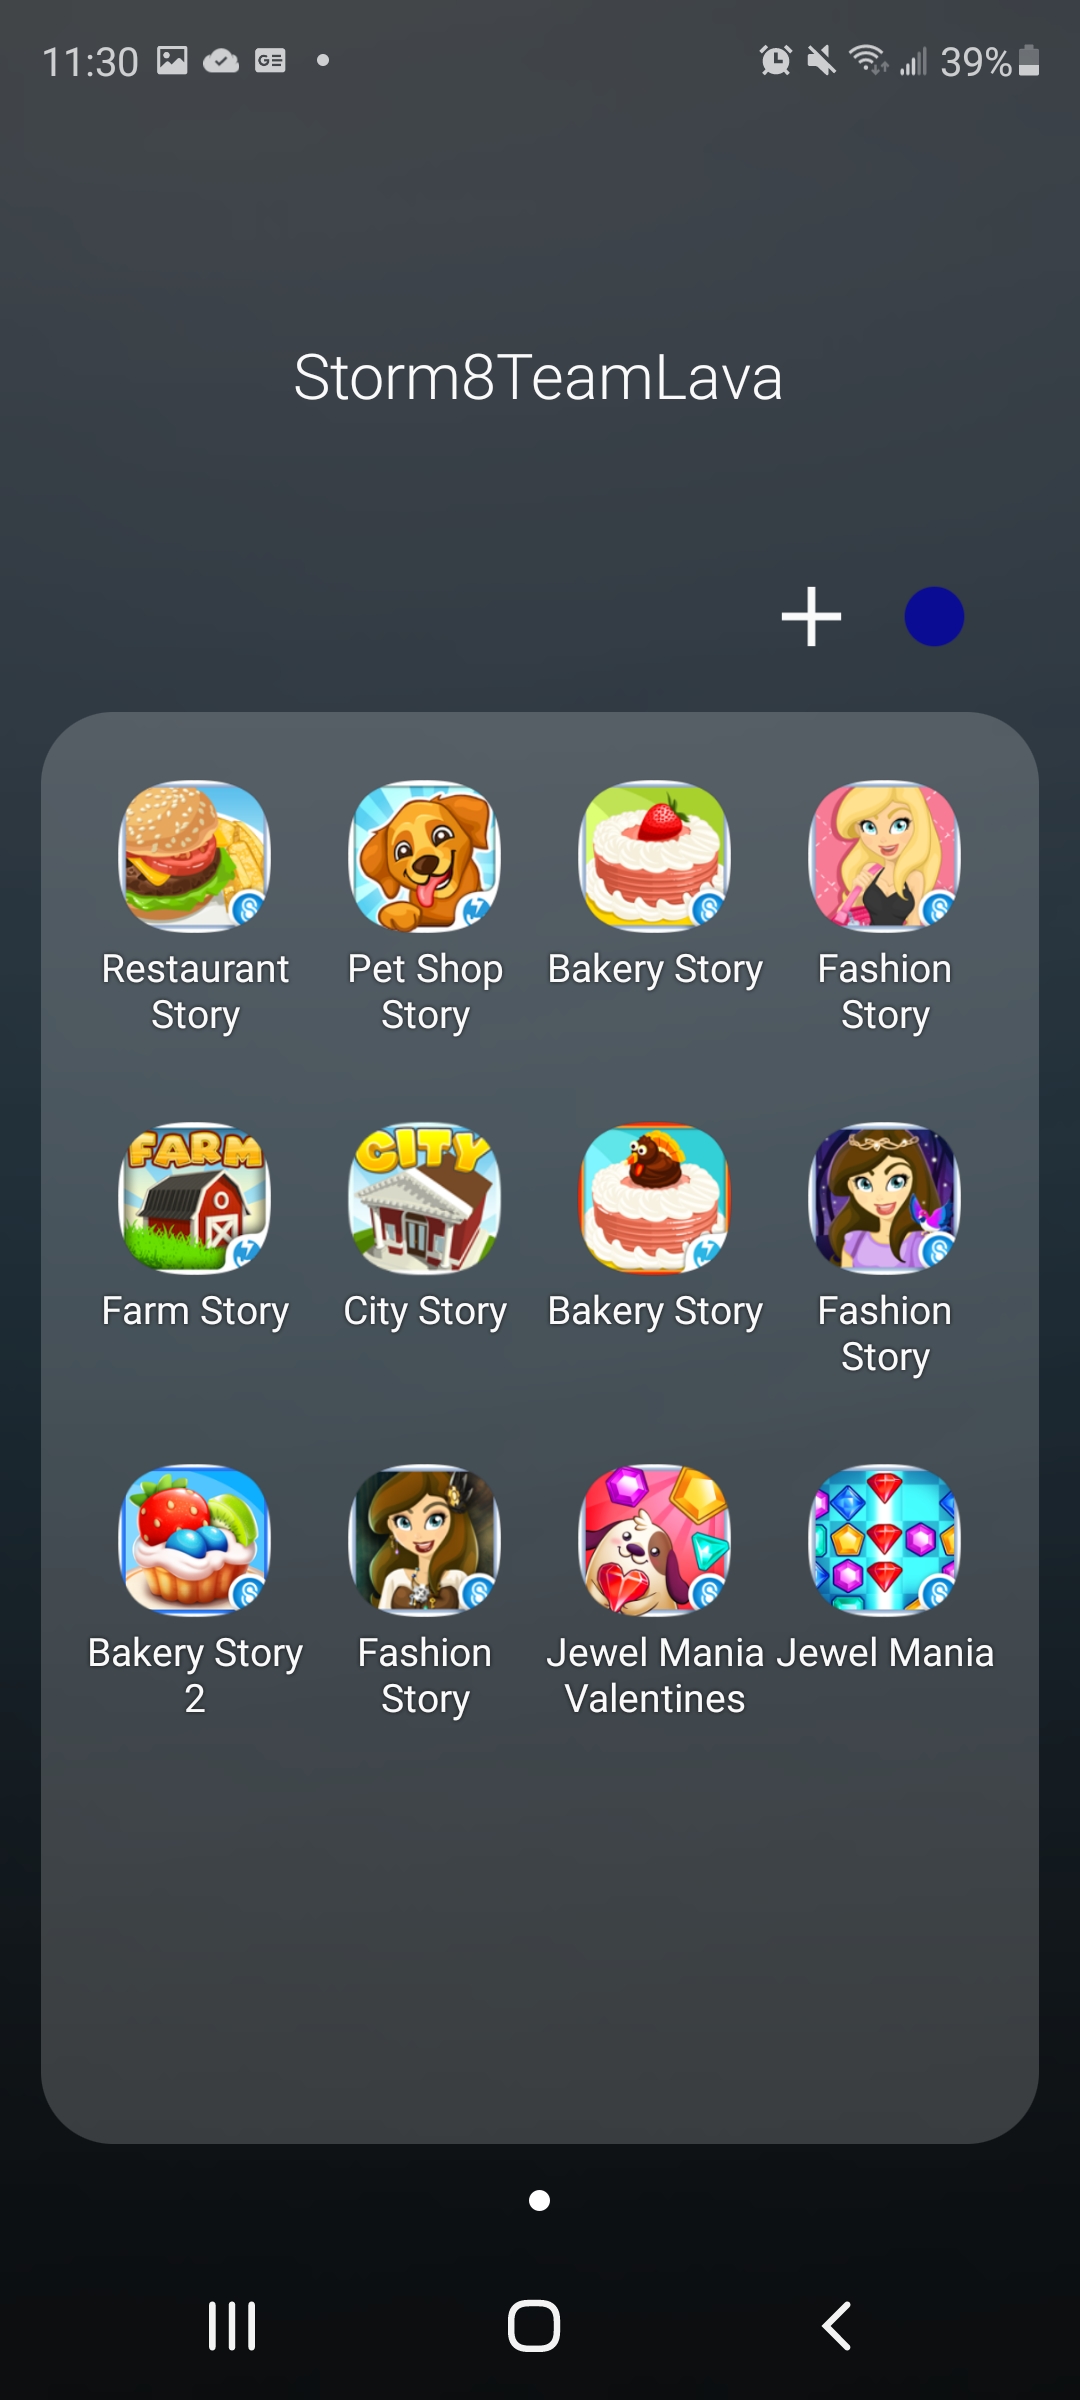 11:30
39%
Storm8TeamLava
Restaurant
Story
Pet Shop
Story
Bakery Story
Fashion
Story
FARM
Farm Story
CITY
City Story
Bakery Story
Fashion
Story
Bakery Story
2
Fashion
Story
Jewel Mania
Valentines
Jewel Mania